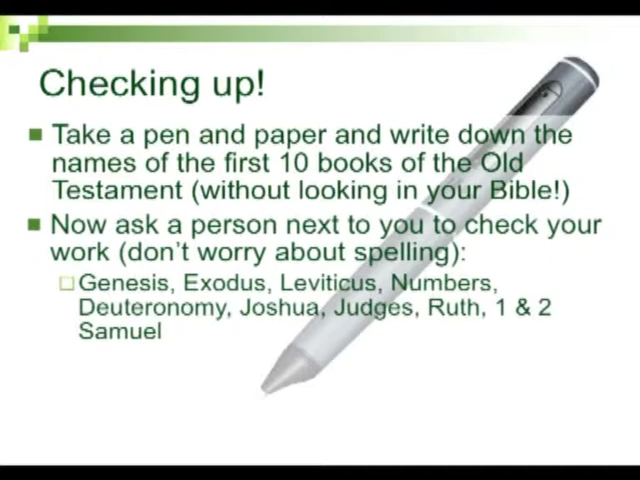 Checking up!
Take a pen and paper and write down the
names of the first 10 books of the Old
Testament (without looking in your Bible!)
Now ask a person next to you to check your
work (don't worry about spelling):
Genesis, Exodus, Leviticus, Numbers,
Deuteronomy, Joshua, Judges, Ruth, 1 & 2
Samuel